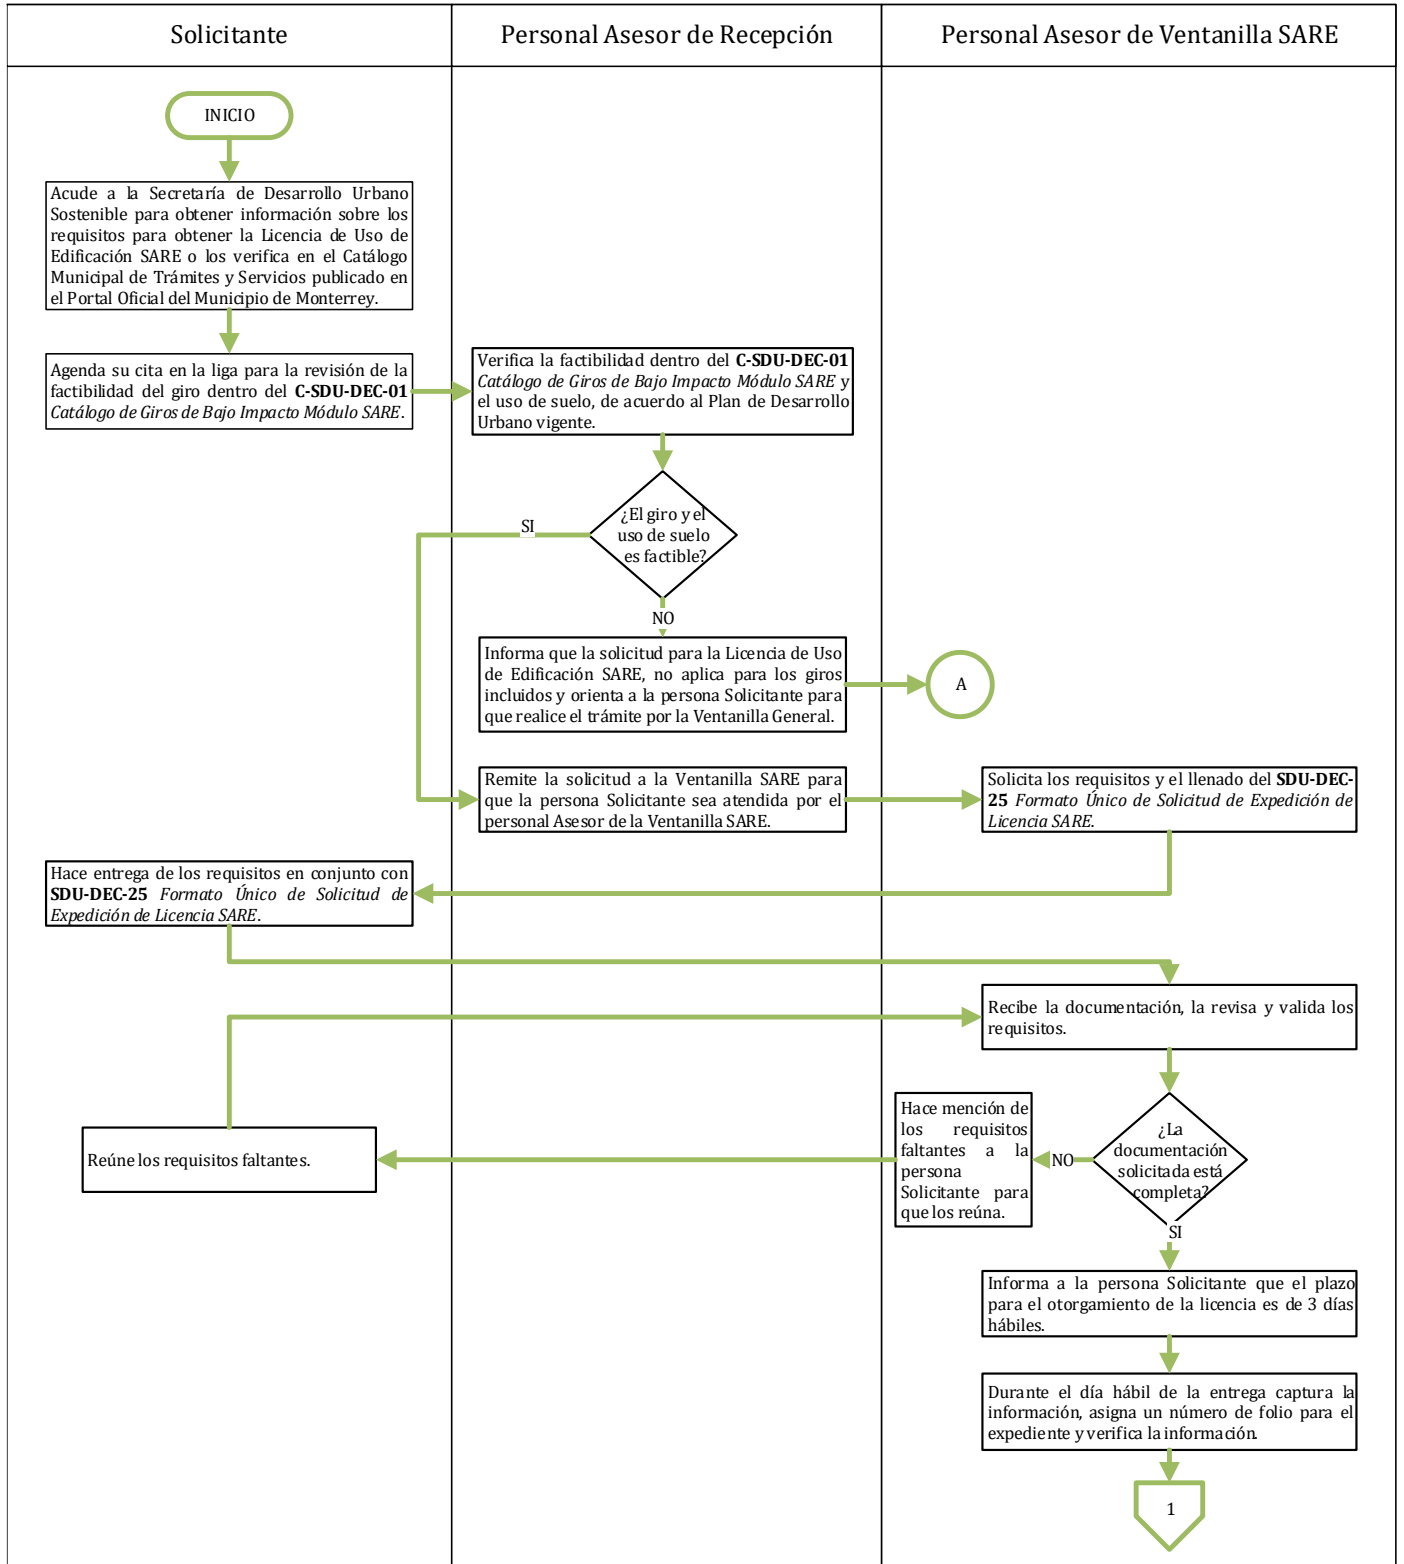 Solicitante
Personal Asesor de Recepción
Personal Asesor de Ventanilla SARE
INICIO
Acude a la Secretaría de Desarrollo Urbano
Sostenible para obtener información sobre los
requisitos para obtener la Licencia de Uso de
Edificación SARE o los verifica en el Catálogo
Municipal de Trámites y Servicios publicado en
el Portal Oficial del Municipio de Monterrey.
Agenda su cita en la liga para la revisión de la
factibilidad del giro dentro del C-SDU-DEC-01
Catálogo de Giros de Bajo Impacto Módulo SARE.
Verifica la factibilidad dentro del C-SDU-DEC-01
Catálogo de Giros de Bajo Impacto Módulo SARE y
el uso de suelo, de acuerdo al Plan de Desarrollo
Urbano vigente.
¿El giro y el
uso de suelo
es factible?
SI
NO
Informa que la solicitud para la Licencia de Uso
de Edificación SARE, no aplica para los giros
incluidos y orienta a la persona Solicitante para
que realice el trámite por la Ventanilla General.
A
Remite la solicitud a la Ventanilla SARE para
que la persona Solicitante sea atendida por el
personal Asesor de la Ventanilla SARE.
Solicita los requisitos y el llenado del SDU-DEC-
25 Formato Único de Solicitud de Expedición de
Licencia SARE.
Hace entrega de los requisitos en conjunto con
SDU-DEC-25 Formato Único de Solicitud de
Expedición de Licencia SARE.
Recibe la documentación, la revisa y valida los
requisitos.
¿La
documentación
solicitada está
completa?
NO
SI
Hace mención de
los requisitos
faltantes a la
persona
Solicitante para
que los reúna.
Reúne los requisitos faltantes.
Informa a la persona Solicitante que el plazo
para el otorgamiento de la licencia es de 3 días
hábiles.
Durante el día hábil de la entrega captura la
información, asigna un número de folio para el
expediente y verifica la información.
1